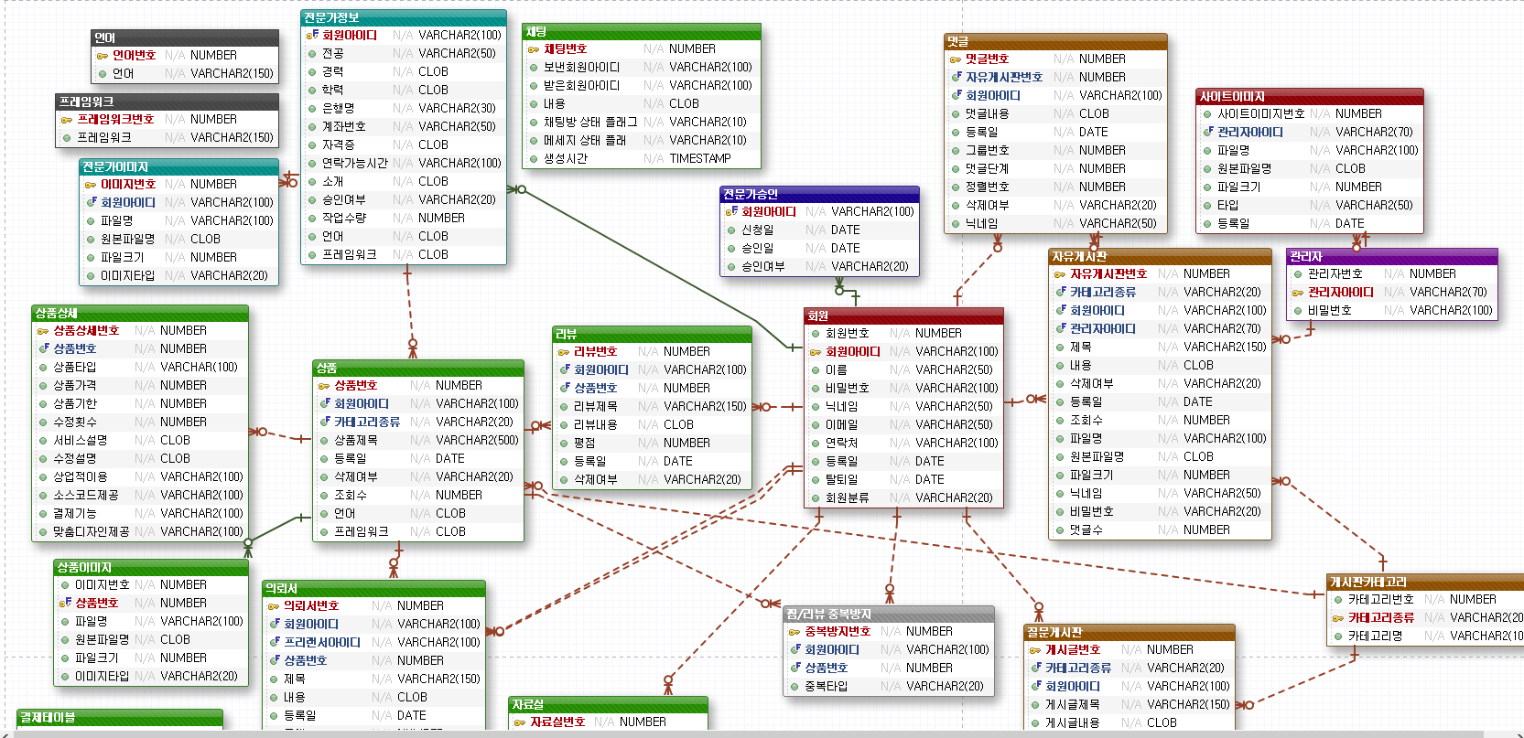 언어
언어번호 N/A NUMBER
언어 N/A VARCHAR2(150)
프레임워크
프레임워크번호 N/A NUMBER
프레임워크 N/A VARCHAR2(150)
전문가이미지
이미지번호 N/A NUMBER
회원아이디 N/A VARCHAR2(100)
파일명 N/A VARCHAR2(100)
원본파일명 N/A CLOB
파일크기 N/A NUMBER
이미지타입 N/A VARCHAR2(20)
전문가정보
회원아이디 N/A VARCHAR2(100)
전공 N/A VARCHAR2(50)
경력 N/A CLOB
학력 N/A CLOB
은행명 N/A VARCHAR2(30)
계좌번호 N/A VARCHAR2(50)
자격증 N/A CLOB
연락가능시간 N/A VARCHAR2(100)
소개 N/A CLOB
승인여부 N/A VARCHAR2(20)
작업수량 N/A NUMBER
언어 N/A CLOB
프레임워크 N/A CLOB
채팅
채팅번호 N/A NUMBER
보낸회원아이디 N/A VARCHAR2(100)
받은회원아이디 N/A VARCHAR2(100)
내용 N/A CLOB
채팅방 상태 플래그 N/A VARCHAR2(10)
메세지 상태 플래 N/A VARCHAR2(10)
생성시간 N/A TIMESTAMP
전문가승인
회원아이디 N/A VARCHAR2(100)
신청일 N/A DATE
승인일 N/A DATE
승인여부 N/A VARCHAR2(20)
댓글
댓글번호 N/A NUMBER
자유게시판번호 N/A NUMBER
회원아이디 N/A VARCHAR2(100)
댓글내용 N/A CLOB
등록일 N/A DATE
그룹번호 N/A NUMBER
댓글단계 N/A NUMBER
정렬번호 N/A NUMBER
삭제여부 N/A VARCHAR2(20)
닉네임 N/A VARCHAR2(50)
사이트이미지
사이트이미지번호 N/A NUMBER
관리자아이디 N/A VARCHAR2(70)
파일명 N/A VARCHAR2(100)
원본파일명 N/A CLOB
파일크기 N/A NUMBER
타입 N/A VARCHAR2(50)
등록일 N/A DATE
관리자
관리자번호 N/A NUMBER
관리자아이디 N/A VARCHAR2(70)
비밀번호 N/A VARCHAR2(100)
자유게시판
자유게시판번호 N/A NUMBER
카테고리종류 N/A VARCHAR2(20)
회원아이디 N/A VARCHAR2(100)
관리자아이디 N/A VARCHAR2(70)
제목 N/A VARCHAR2(150)
내용 N/A CLOB
삭제여부 N/A VARCHAR2(20)
등록일 N/A DATE
조회수 N/A NUMBER
파일명 N/A VARCHAR2(100)
원본파일명 N/A CLOB
파일크기 N/A NUMBER
닉네임 N/A VARCHAR2(50)
비밀번호 N/A VARCHAR2(20)
댓글수 N/A NUMBER
상품상세
상품상세번호 N/A NUMBER
상품번호 N/A NUMBER
상품타입 N/A VARCHAR(100)
상품가격 N/A NUMBER
상품기한 N/A NUMBER
수정횟수 N/A NUMBER
서비스설명 N/A CLOB
수정설명 N/A CLOB
상업적이용 N/A VARCHAR2(100)
소스코드제공 N/A VARCHAR2(100)
결제기능 N/A VARCHAR2(100)
맞춤디자인제공 N/A VARCHAR2(100)
상품
상품번호 N/A NUMBER
회원아이디 N/A VARCHAR2(100)
카테고리종류 N/A VARCHAR2(20)
상품제목 N/A VARCHAR2(500)
등록일 N/A DATE
삭제여부 N/A VARCHAR2(20)
조회수 N/A NUMBER
언어 N/A CLOB
프레임워크 N/A CLOB
리뷰
리뷰번호 N/A NUMBER
회원아이디 N/A VARCHAR2(100)
상품번호 N/A NUMBER
리뷰제목 N/A VARCHAR2(150)
리뷰내용 N/A CLOB
평점 N/A NUMBER
등록일 N/A DATE
삭제여부 N/A VARCHAR2(20)
회원
회원번호 N/A NUMBER
회원아이디 N/A VARCHAR2(100)
이름 N/A VARCHAR2(50)
비밀번호 N/A VARCHAR2(100)
닉네임 N/A VARCHAR2(50)
이메일 N/A VARCHAR2(50)
연락처 N/A VARCHAR2(100)
등록일 N/A DATE
탈퇴일 N/A DATE
회원분류 N/A VARCHAR2(20)
상품이미지
이미지번호 N/A NUMBER
상품번호 N/A NUMBER
파일명 N/A VARCHAR2(100)
원본파일명 N/A CLOB
파일크기 N/A NUMBER
이미지타입 N/A VARCHAR2(20)
의뢰서
의뢰서번호 N/A NUMBER
회원아이디 N/A VARCHAR2(100)
프리랜서아이디 N/A VARCHAR2(100)
상품번호 N/A NUMBER
제목 N/A VARCHAR2(150)
내용 N/A CLOB
등록일 N/A DATE
찜/리뷰 중복방지
중복방지번호 N/A NUMBER
회원아이디 N/A VARCHAR2(100)
상품번호 N/A NUMBER
중복타입 N/A VARCHAR2(20)
게시판카테고리
카테고리번호 N/A NUMBER
카테고리종류 N/A VARCHAR2(20
카테고리명 N/A VARCHAR2(10
질문게시판
게시글번호 N/A NUMBER
카테고리종류 N/A VARCHAR2(20)
회원아이디 N/A VARCHAR2(100)
게시글제목 N/A VARCHAR2(150)
게시글내용 N/A CLOB
자료실
자료실번호 N/A NUMBER
결제테이블